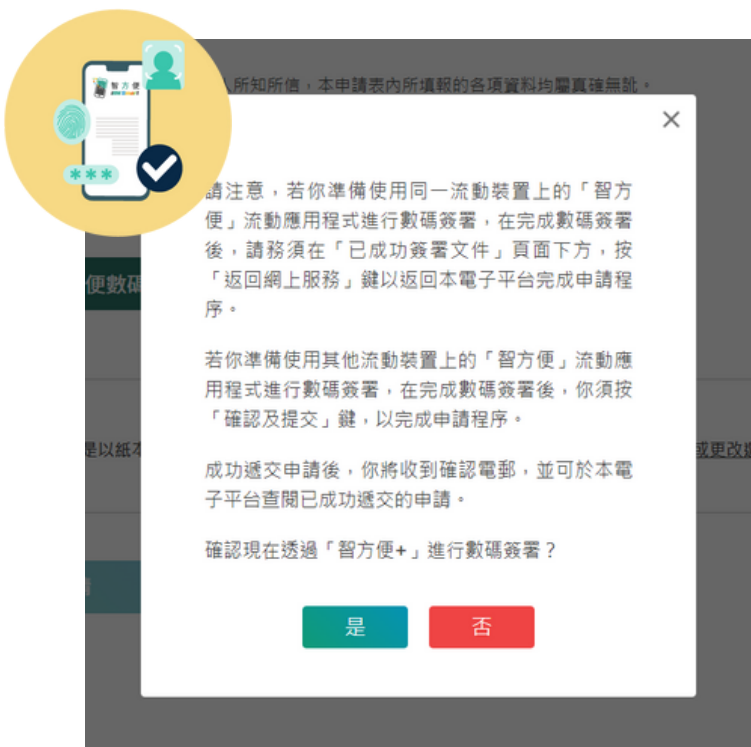 智方便
所知所信，本申請表內所填報的各項資料均屬真確無訛。
×
***
請注意，若你準備使用同一流動裝置上的「智方
便」流動應用程式進行數碼簽署，在完成數碼簽署
後，請務須在「已成功簽署文件」頁面下方，按
「返回網上服務」鍵以返回本電子平台完成申請程
序。
便數碼
若你準備使用其他流動裝置上的「智方便」流動應
用程式進行數碼簽署，在完成數碼簽署後，你須按
「確認及提交」鍵，以完成申請程序。
是以紙本
或更改
成功遞交申請後，你將收到確認電郵，並可於本電
子平台查閱已成功遞交的申請。
確認現在透過「智方便+」進行數碼簽署？
是
否